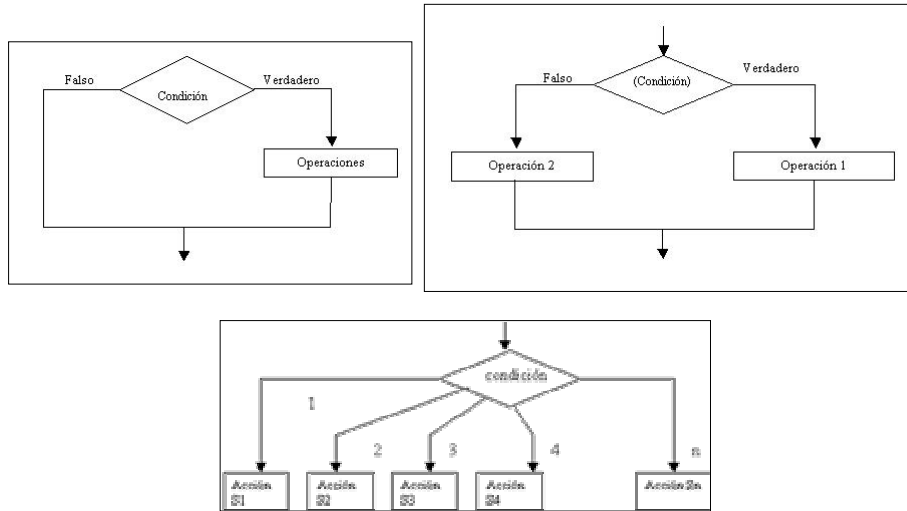 Falso
Verdadero
Condición
Operaciones
Falso
Verdadero
(Condición)
Operación 2
Operación 1
condición
1
2
3
4
n
Acción
S1
Acción
S2
Acción
S3
Acción
S4
Acción Sn